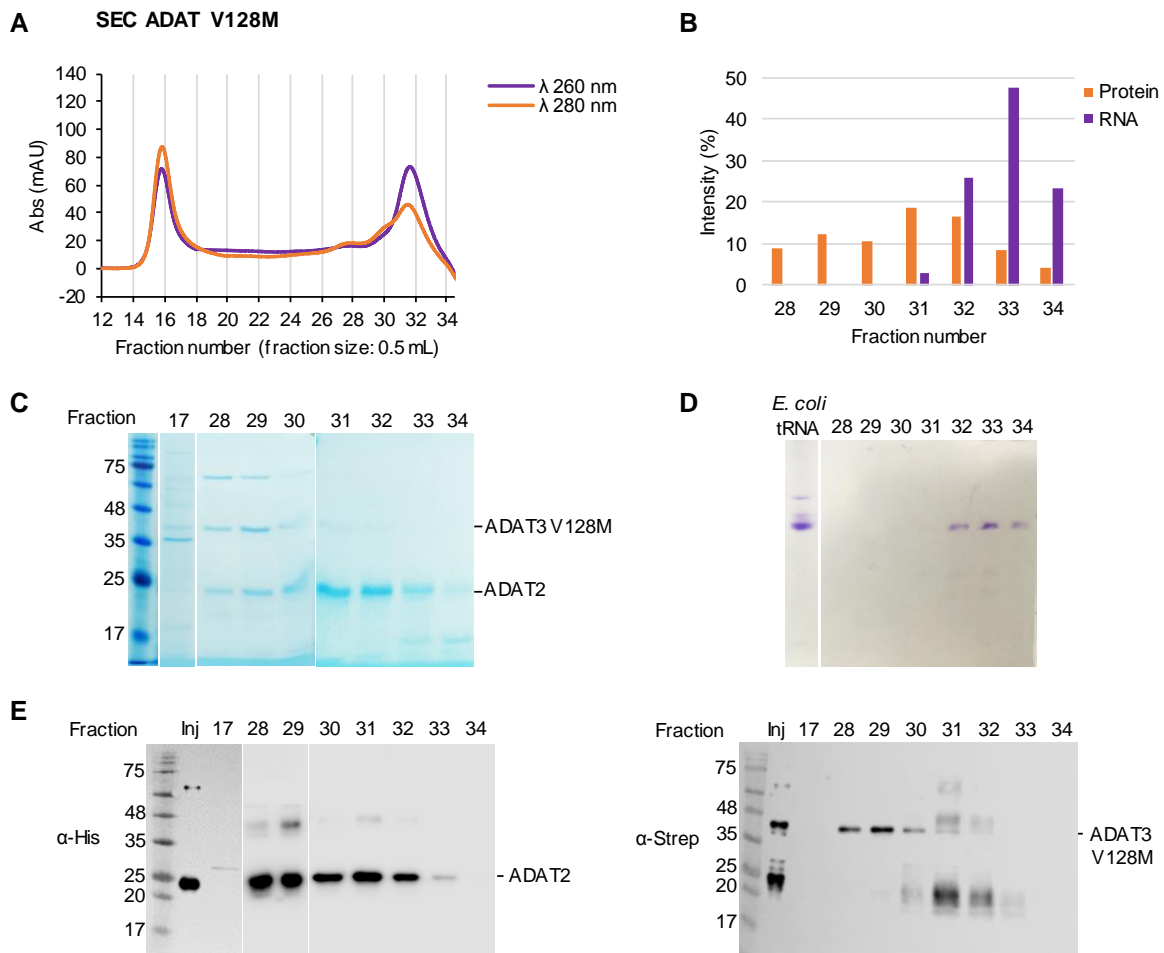 A
SEC ADAT V128M
Abs (mAU)
140
120
100
80
60
40
20
0
-20
12 14 16 18 20 22 24 26 28 30 32 34
Fraction number (fraction size: 0.5 mL)
λ 260 nm
λ 280 nm
B
Intensity (%)
50
40
30
20
10
0
28 29 30 31 32 33 34
Fraction number
Protein
RNA
C
Fraction 17 28 29 30 31 32 33 34
75
48
35
25
17
ADAT3 V128M
ADAT2
D
E. coli
tRNA 28 29 30 31 32 33 34
E
Fraction Inj 17 28 29 30 31 32 33 34
75
48
35
25
20
17
α-His
ADAT2
Fraction Inj 17 28 29 30 31 32 33 34
75
48
35
25
20
17
α-Strep
ADAT3
V128M